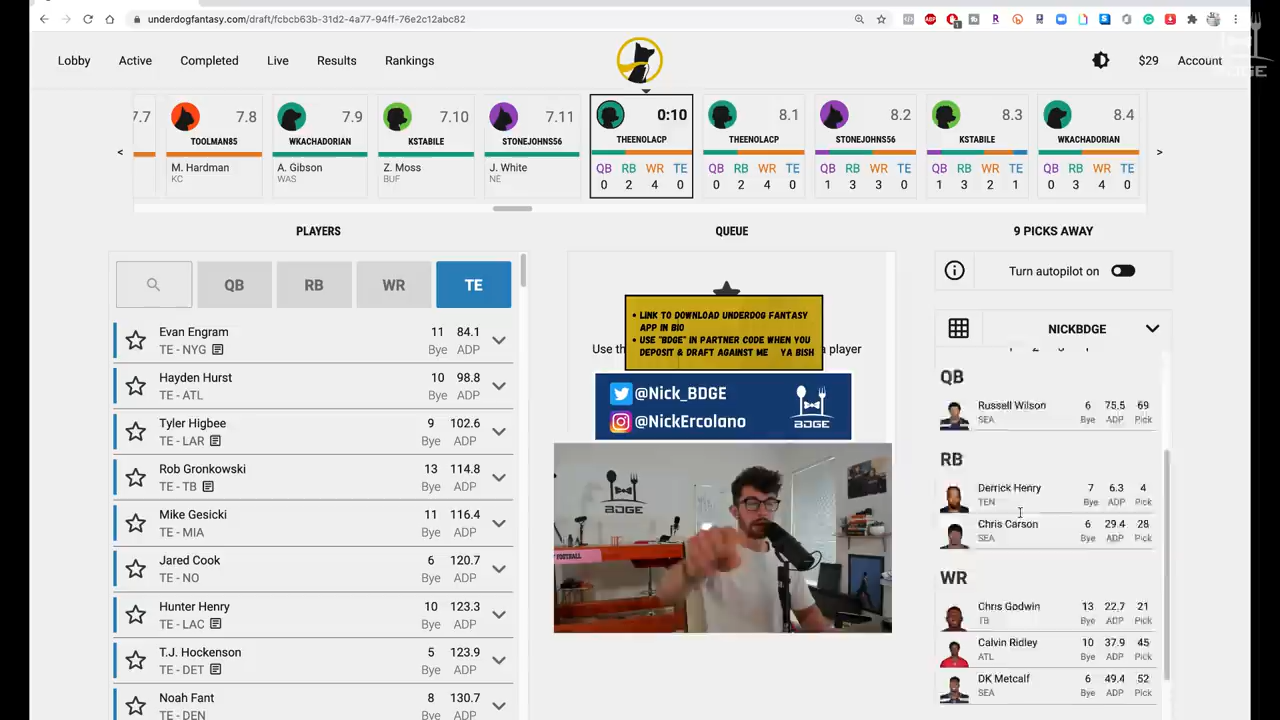 underdogfantasy.com/draft/fcbcb63b-31d2-4a77-94ff-76e2c12abc82
Lobby Active Completed Live Results Rankings $29 Account
BDGE
7.7 7.8 7.9 7.10 7.11 0:10 8.1 8.2 8.3 8.4
TOOLMAN85 WKACHADORIAN KSTABILE STONEJOHNS56 THEENOLACP THEENOLACP STONEJOHNS56 KSTABILE WKACHADORIAN
< M. Hardman A. Gibson Z. Moss J. White QB RB WR TE QB RB WR TE QB RB WR TE QB RB WR TE QB RB WR TE >
KC WAS BUF NE 0 2 4 0 0 2 4 0 1 3 3 0 1 3 2 1 0 3 4 0
PLAYERS QUEUE 9 PICKS AWAY
QB RB WR TE
Turn autopilot on
NICKBDGE
Evan Engram 11 84.1
TE - NYG Bye ADP
Hayden Hurst 10 98.8
TE - ATL Bye ADP
Tyler Higbee 9 102.6
TE - LAR Bye ADP
Rob Gronkowski 13 114.8
TE - TB Bye ADP
Mike Gesicki 11 116.4
TE - MIA Bye ADP
Jared Cook 6 120.7
TE - NO Bye ADP
Hunter Henry 10 123.3
TE - LAC Bye ADP
T.J. Hockenson 5 123.9
TE - DET Bye ADP
Noah Fant 8 130.7
TE - DEN Bye ADP
• LINK TO DOWNLOAD UNDERDOG FANTASY
APP IN BIO
• USE "BDGE" IN PARTNER CODE WHEN YOU
DEPOSIT & DRAFT AGAINST ME YA BISH
Use th a player
@Nick_BDGE
@NickErcolano
BDGE
BDGE
FOOTBALL
QB
Russell Wilson 6 75.5 69
SEA Bye ADP Pick
RB
Derrick Henry 7 6.3 4
TEN Bye ADP Pick
Chris Carson 6 29.4 28
SEA Bye ADP Pick
WR
Chris Godwin 13 22.7 21
TB Bye ADP Pick
Calvin Ridley 10 37.9 45
ATL Bye ADP Pick
DK Metcalf 6 49.4 52
SEA Bye ADP Pick